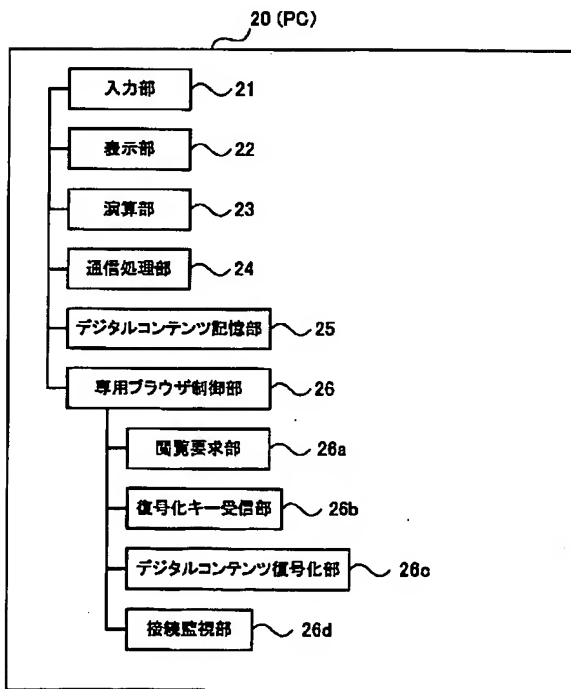 20 (PC)
入力部 21
表示部 22
演算部 23
通信処理部 24
デジタルコンテンツ記憶部 25
専用ブラウザ制御部 26
閲覧要求部 26a
復号化キー受信部 26b
デジタルコンテンツ復号化部 26c
接続監視部 26d